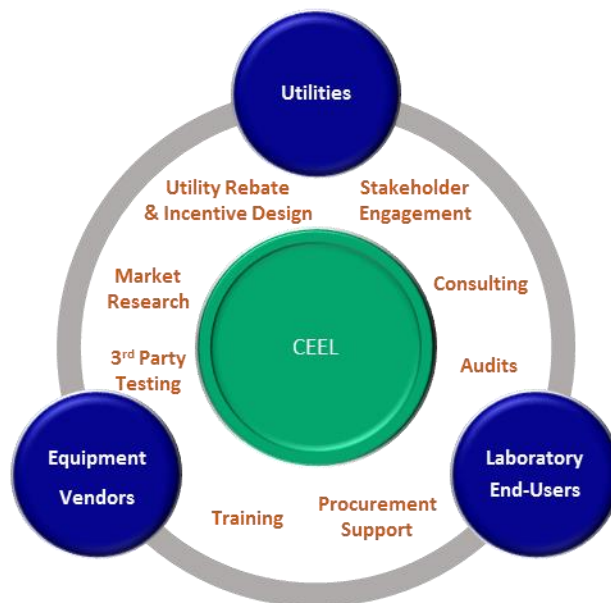 Utilities
Utility Rebate
& Incentive Design
Stakeholder
Engagement
Market
Research
Consulting
CEEL
3rd Party
Testing
Audits
Equipment
Vendors
Laboratory
End-Users
Training
Procurement
Support